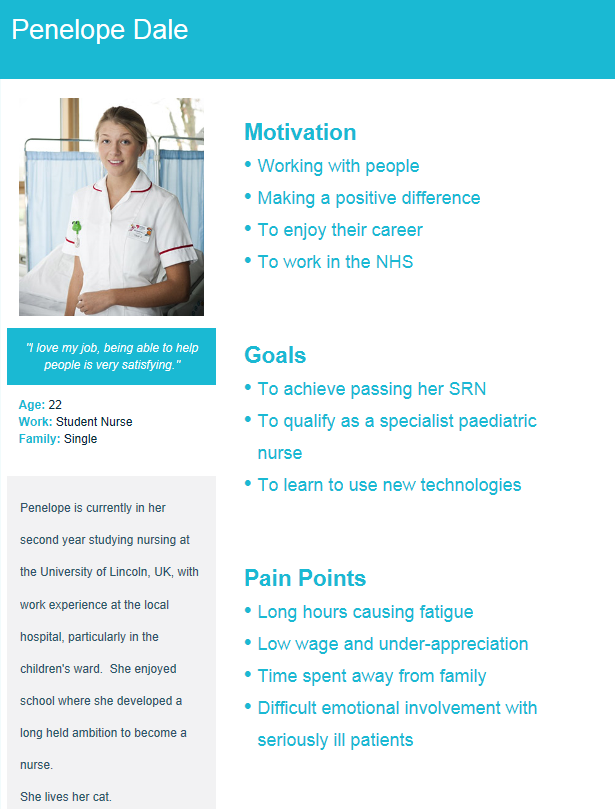 Penelope Dale
"I love my job, being able to help
people is very satisfying."
Age: 22
Work: Student Nurse
Family: Single
Penelope is currently in her
second year studying nursing at
the University of Lincoln, UK, with
work experience at the local
hospital, particularly in the
children's ward.  She enjoyed
school where she developed a
long held ambition to become a
nurse.
She lives her cat.
Motivation
• Working with people
• Making a positive difference
• To enjoy their career
• To work in the NHS
Goals
• To achieve passing her SRN
• To qualify as a specialist paediatric
nurse
• To learn to use new technologies
Pain Points
• Long hours causing fatigue
• Low wage and under-appreciation
• Time spent away from family
• Difficult emotional involvement with
seriously ill patients